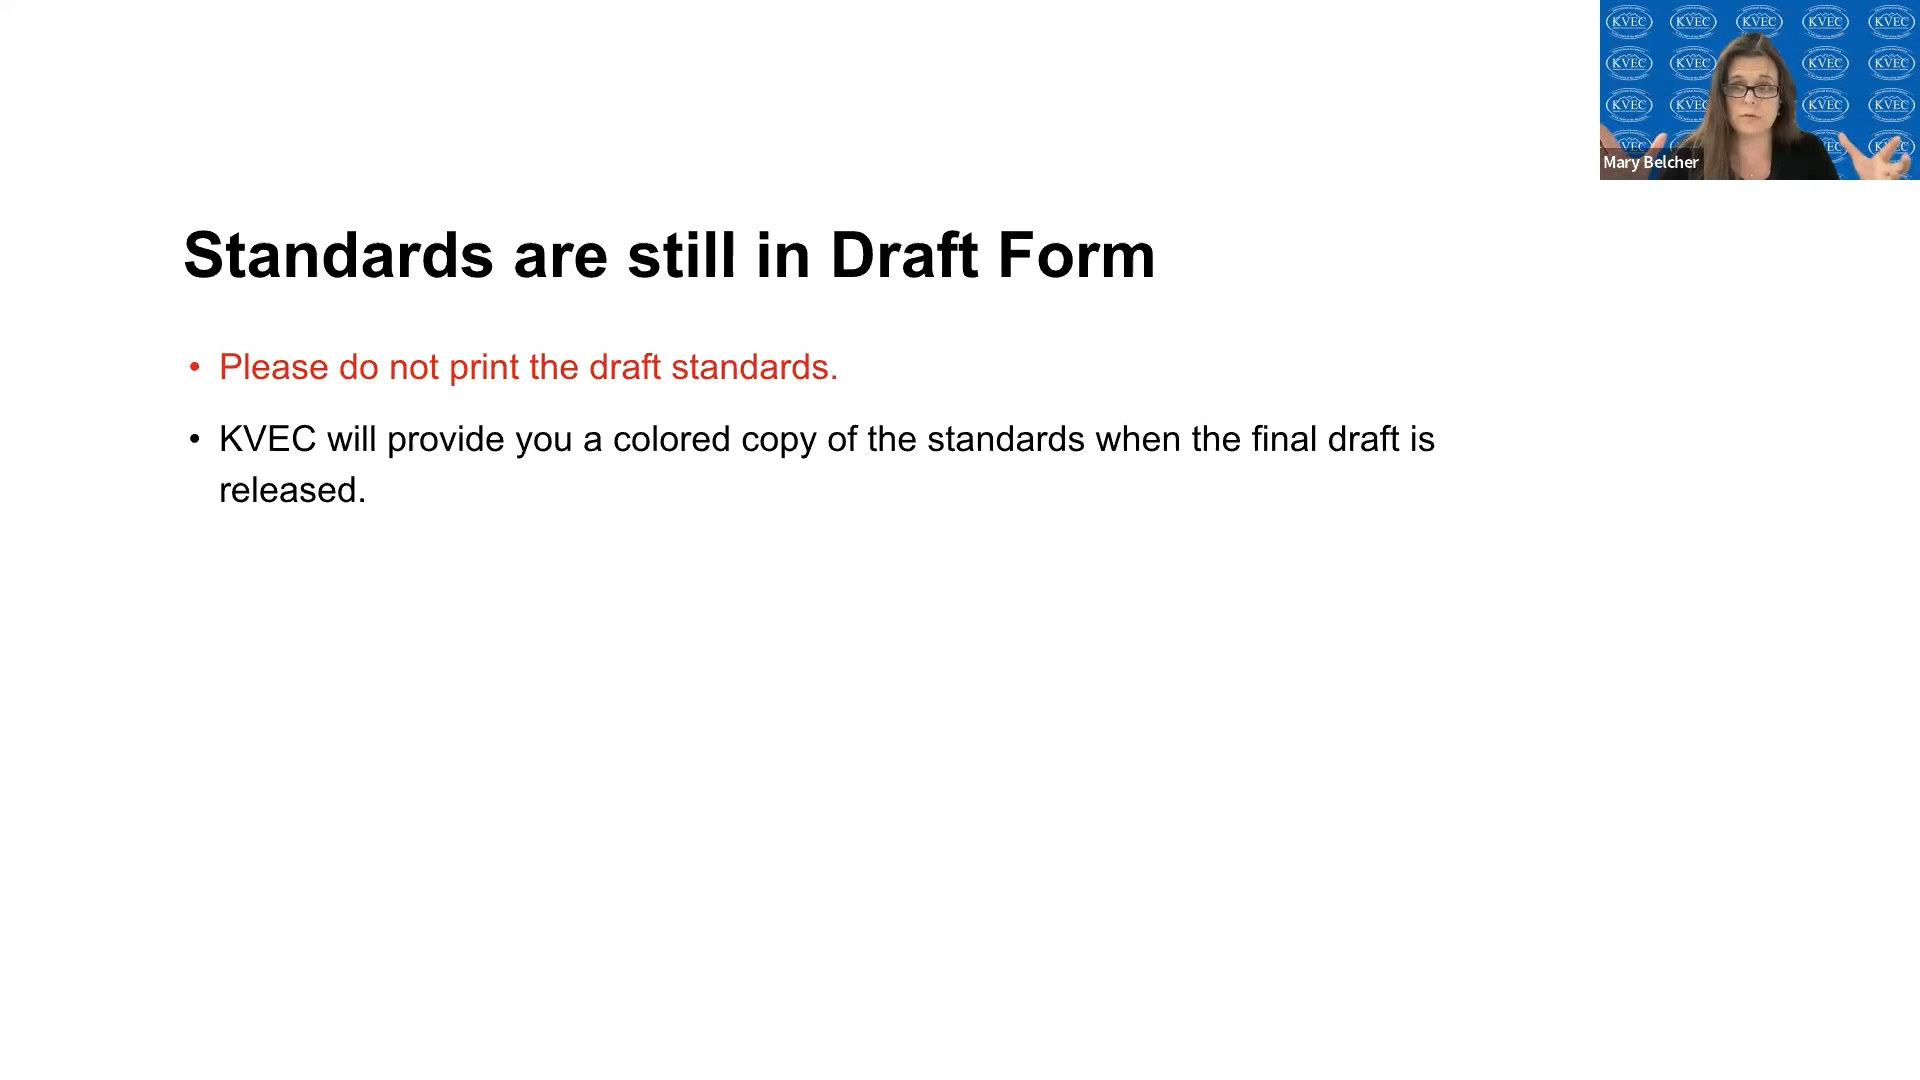 KVEC KVEC KVEC KVEC KVEC
KVEC KVEC KVEC KVEC
KVEC KVEC KVEC KVEC
Mary Belcher
Standards are still in Draft Form
• Please do not print the draft standards.
• KVEC will provide you a colored copy of the standards when the final draft is
released.